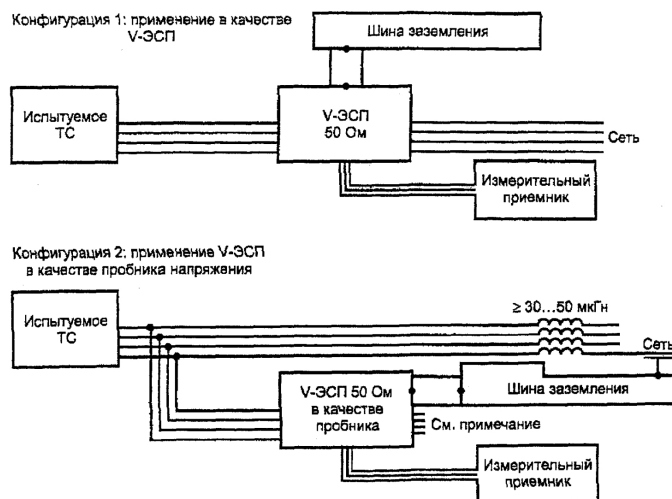 Конфигурация 1: применение в качестве
V-ЭСП
Шина заземления
Испытуемое
ТС
V-ЭСП
50 Ом
Сеть
Измерительный
приемник
Конфигурация 2: применение V-ЭСП
в качестве пробника напряжения
Испытуемое
ТС
≥ 30...50 мкГн
Сеть
V-ЭСП 50 Ом
в качестве
пробника
Шина заземления
См. примечание
Измерительный
приемник